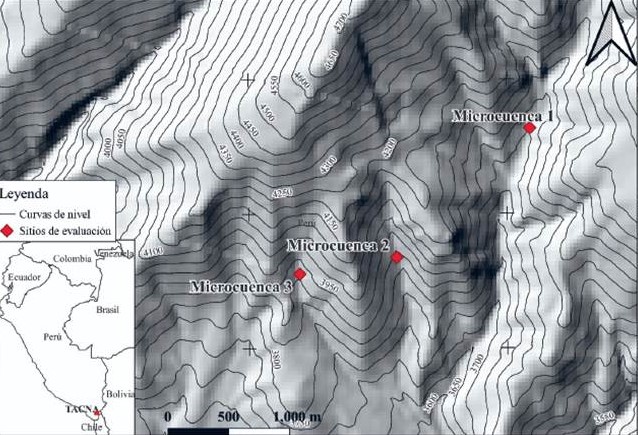 4700
4650
4600
4550
4500
4450
4400
4350
4050
4000
4300
4200
4250
Microcuenca 1
4150
Perú
4100
Microcuenca 2
Microcuenca 3
3980
3700
3650
Leyenda
Curvas de nivel
Sitios de evaluación
Colombia
Venezuela
Ecuador
Brasil
Perú
Bolivia
TACNA
Chile
0 500 1.000 m